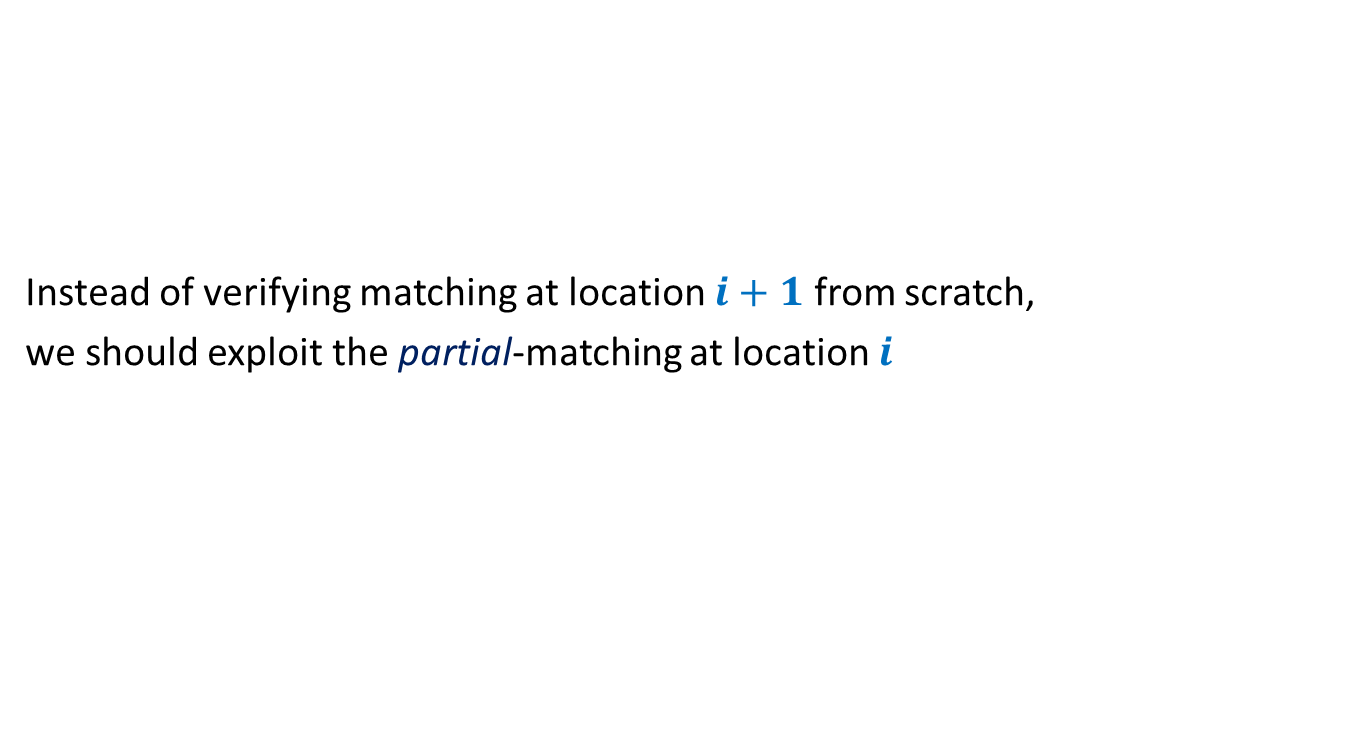 Instead of verifying matching at location i + 1 from scratch,
we should exploit the partial-matching at location i